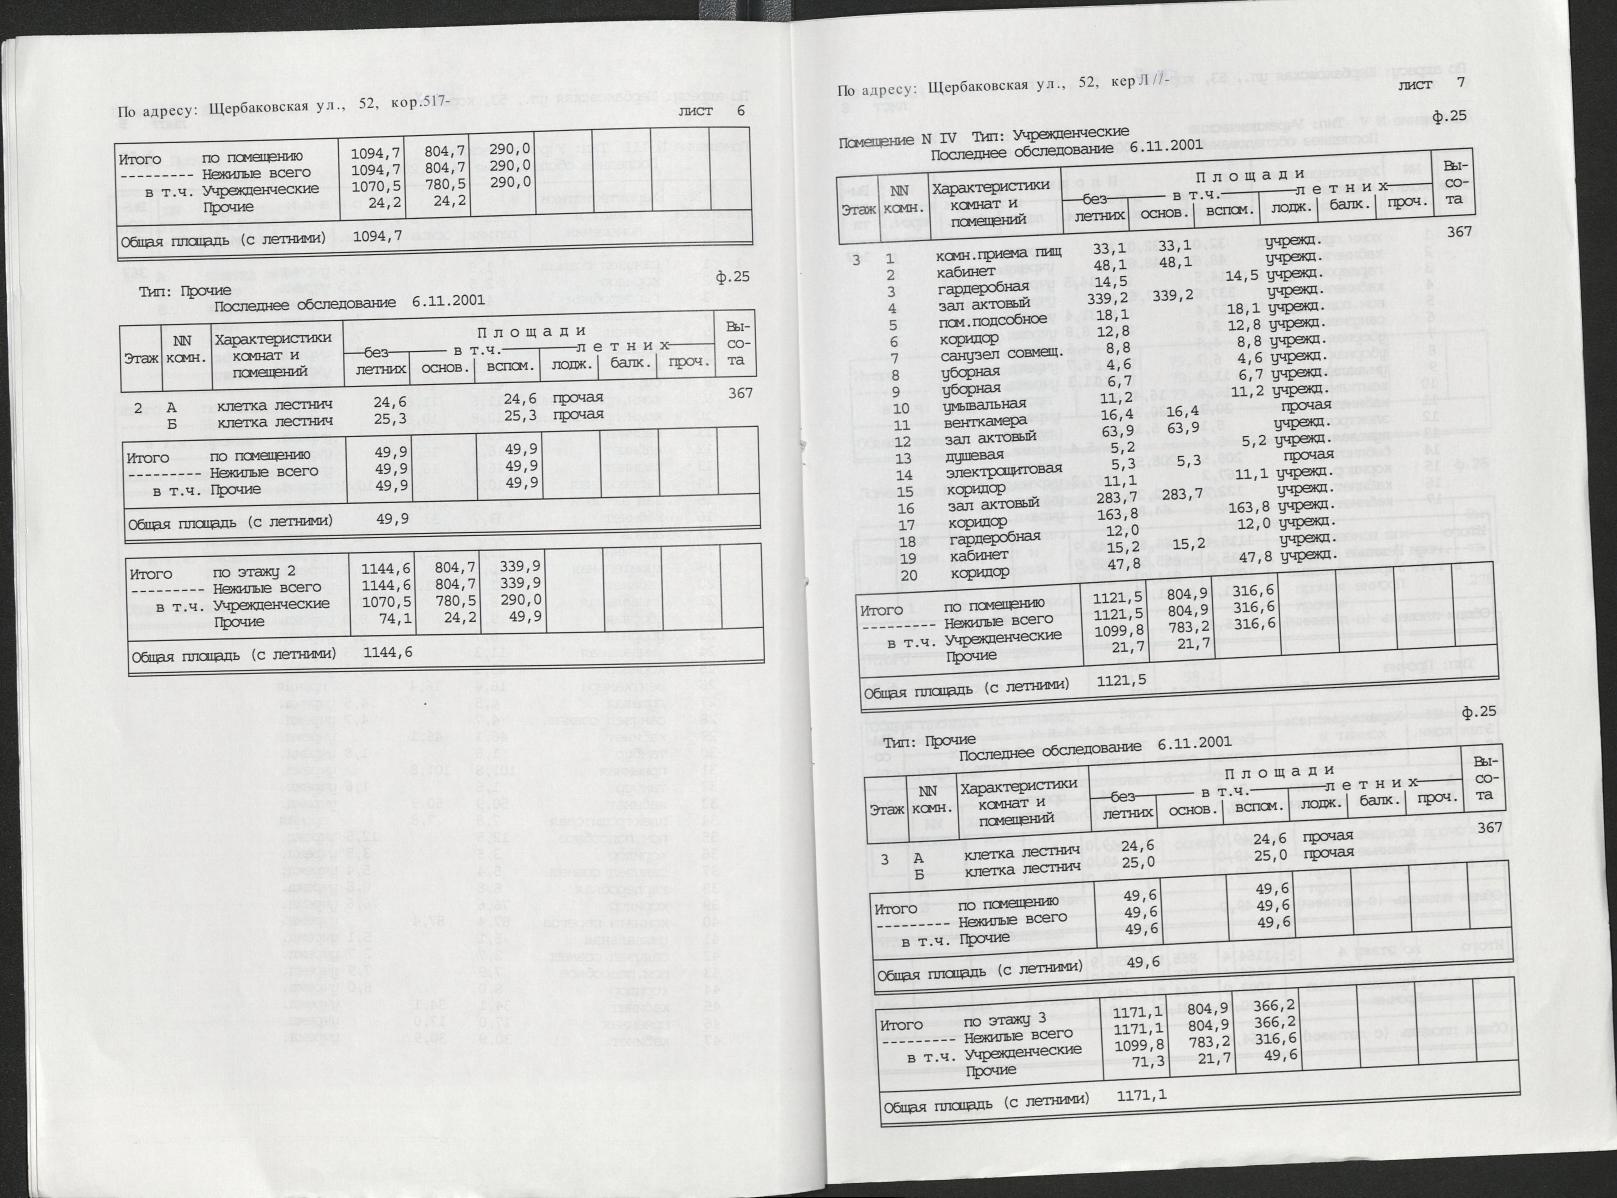 По адресу: Щербаковская ул., 52, кор.517-
лист 6
Итого по помещению 1094,7 804,7 290,0
--------- Нежилые всего 1094,7 804,7 290,0
в т.ч. Учрежденческие 1070,5 780,5 290,0
Прочие 24,2 24,2
Общая площадь (с летними) 1094,7
ф.25
Тип: Прочие
Последнее обследование 6.11.2001
Этаж NN комн. Характеристики комнат и помещений Площади Вы-сота
без летних в т.ч. основ. вспом. летних лодж. балк. проч.
2 А клетка лестнич 24,6 24,6 прочая 367
Б клетка лестнич 25,3 25,3 прочая
Итого по помещению 49,9 49,9
--------- Нежилые всего 49,9 49,9
в т.ч. Прочие 49,9 49,9
Общая площадь (с летними) 49,9
Итого по этажу 2 1144,6 804,7 339,9
--------- Нежилые всего 1144,6 804,7 339,9
в т.ч. Учрежденческие 1070,5 780,5 290,0
Прочие 74,1 24,2 49,9
Общая площадь (с летними) 1144,6
По адресу: Щербаковская ул., 52, кер Л//-
лист 7
ф.25
Помещение N IV Тип: Учрежденческие
Последнее обследование 6.11.2001
Этаж NN комн. Характеристики комнат и помещений Площади Вы-сота
без летних в т.ч. основ. вспом. летних лодж. балк. проч.
3 1 комн.приема пищ 33,1 33,1 учрежд. 367
2 кабинет 48,1 48,1 учрежд.
3 гардеробная 14,5 14,5 учрежд.
4 зал актовый 339,2 339,2 учрежд.
5 пом.подсобное 18,1 18,1 учрежд.
6 коридор 12,8 12,8 учрежд.
7 санузел совмещ. 8,8 8,8 учрежд.
8 уборная 4,6 4,6 учрежд.
9 уборная 6,7 6,7 учрежд.
10 умывальная 11,2 11,2 учрежд.
11 венткамера 16,4 16,4 прочая
12 зал актовый 63,9 63,9 учрежд.
13 душевая 5,2 5,2 учрежд.
14 электрощитовая 5,3 5,3 прочая
15 коридор 11,1 11,1 учрежд.
16 зал актовый 283,7 283,7 учрежд.
17 коридор 163,8 163,8 учрежд.
18 гардеробная 12,0 12,0 учрежд.
19 кабинет 15,2 15,2 учрежд.
20 коридор 47,8 47,8 учрежд.
Итого по помещению 1121,5 804,9 316,6
--------- Нежилые всего 1121,5 804,9 316,6
в т.ч. Учрежденческие 1099,8 783,2 316,6
Прочие 21,7 21,7
Общая площадь (с летними) 1121,5
ф.25
Тип: Прочие
Последнее обследование 6.11.2001
Этаж NN комн. Характеристики комнат и помещений Площади Вы-сота
без летних в т.ч. основ. вспом. летних лодж. балк. проч.
3 А клетка лестнич 24,6 24,6 прочая 367
Б клетка лестнич 25,0 25,0 прочая
Итого по помещению 49,6 49,6
--------- Нежилые всего 49,6 49,6
в т.ч. Прочие 49,6 49,6
Общая площадь (с летними) 49,6
Итого по этажу 3 1171,1 804,9 366,2
--------- Нежилые всего 1171,1 804,9 366,2
в т.ч. Учрежденческие 1099,8 783,2 316,6
Прочие 71,3 21,7 49,6
Общая площадь (с летними) 1171,1